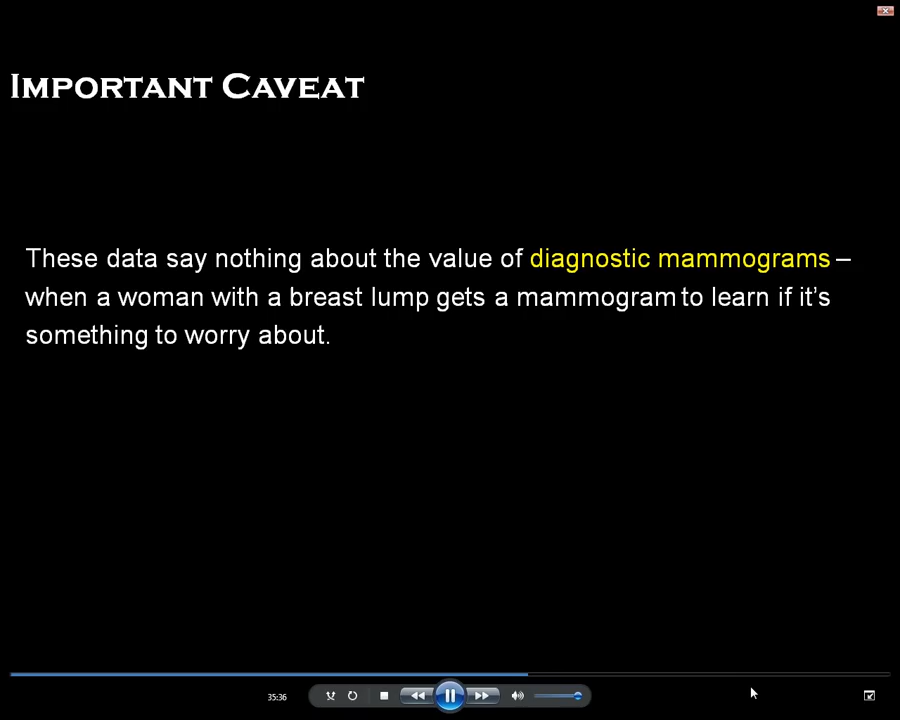 IMPORTANT CAVEAT
These data say nothing about the value of diagnostic mammograms –
when a woman with a breast lump gets a mammogram to learn if it’s
something to worry about.
35:36